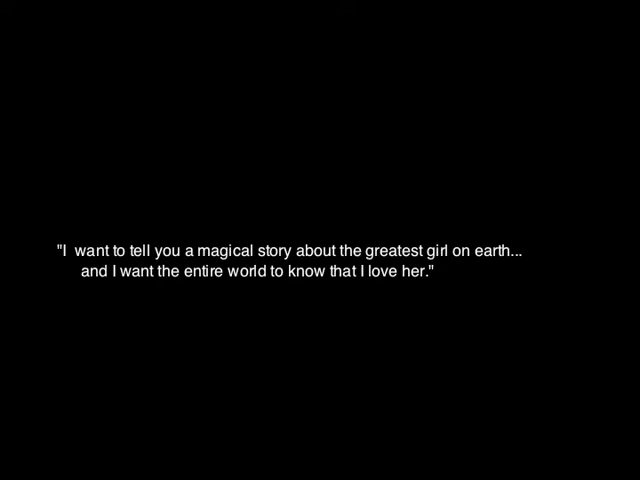 "I  want to tell you a magical story about the greatest girl on earth...
and I want the entire world to know that I love her."